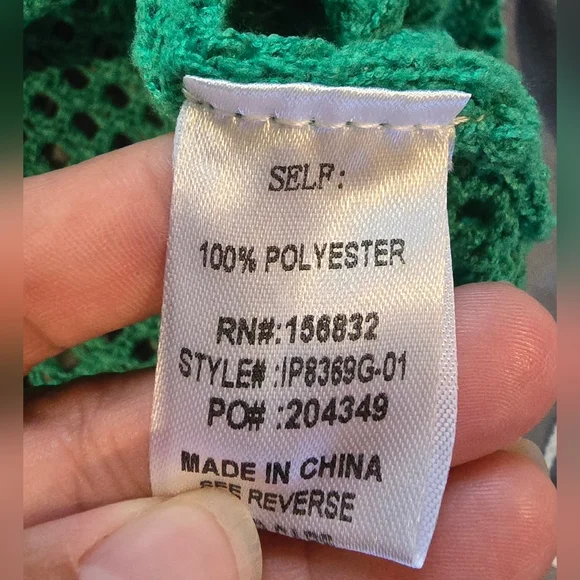 SELF:
100% POLYESTER
RN#:156832
STYLE# :IP8369G-01
PO# :204349
MADE IN CHINA
SEE REVERSE